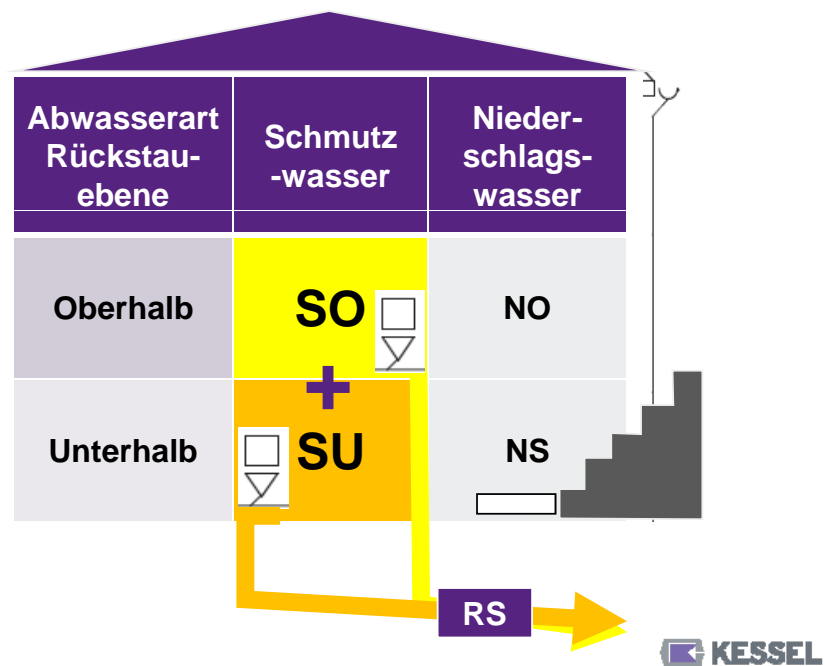 Abwasserart
Rückstau-
ebene
Schmutz
-wasser
Nieder-
schlags-
wasser
Oberhalb
SO
NO
+
Unterhalb
SU
NS
RS
KESSEL